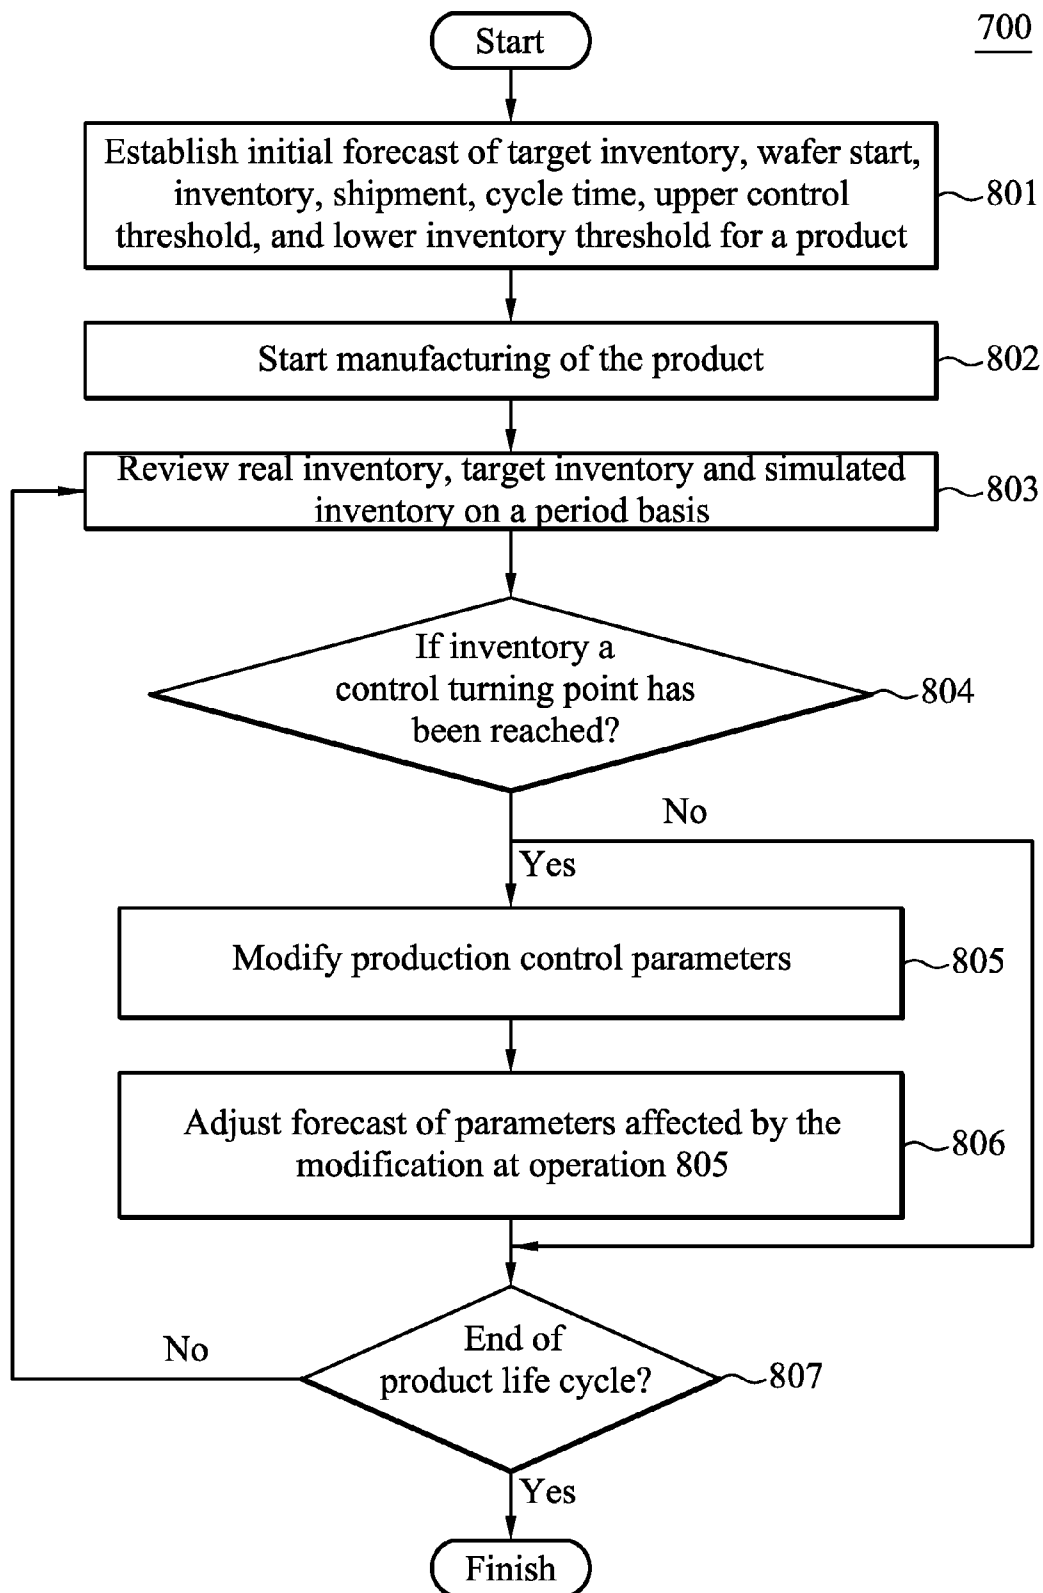 700
Start
Establish initial forecast of target inventory, wafer start,
inventory, shipment, cycle time, upper control
threshold, and lower inventory threshold for a product
801
Start manufacturing of the product
802
Review real inventory, target inventory and simulated
inventory on a period basis
803
If inventory a
control turning point has
been reached?
804
No
Yes
Modify production control parameters
805
Adjust forecast of parameters affected by the
modification at operation 805
806
End of
product life cycle?
807
No
Yes
Finish